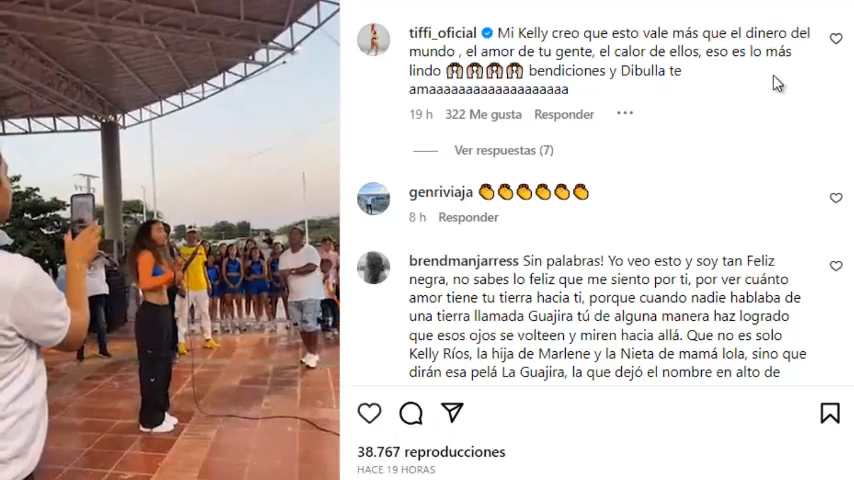 tiffi_oficial Mi Kelly creo que esto vale más que el dinero del
mundo , el amor de tu gente, el calor de ellos, eso es lo más
lindo 🙌🙌🙌🙌 bendiciones y Dibulla te
amaaaaaaaaaaaaaaaaaaa
19 h 322 Me gusta Responder ...
Ver respuestas (7)
genriviaja 👏👏👏👏👏👏
8 h Responder
brendmanjarress Sin palabras! Yo veo esto y soy tan Feliz
negra, no sabes lo feliz que me siento por ti, por ver cuánto
amor tiene tu tierra hacia ti, porque cuando nadie hablaba de
una tierra llamada Guajira tú de alguna manera haz logrado
que esos ojos se volteen y miren hacia allá. Que no es solo
Kelly Ríos, la hija de Marlene y la Nieta de mamá lola, sino que
dirán esa pelá La Guajira, la que dejó el nombre en alto de
38.767 reproducciones
HACE 19 HORAS